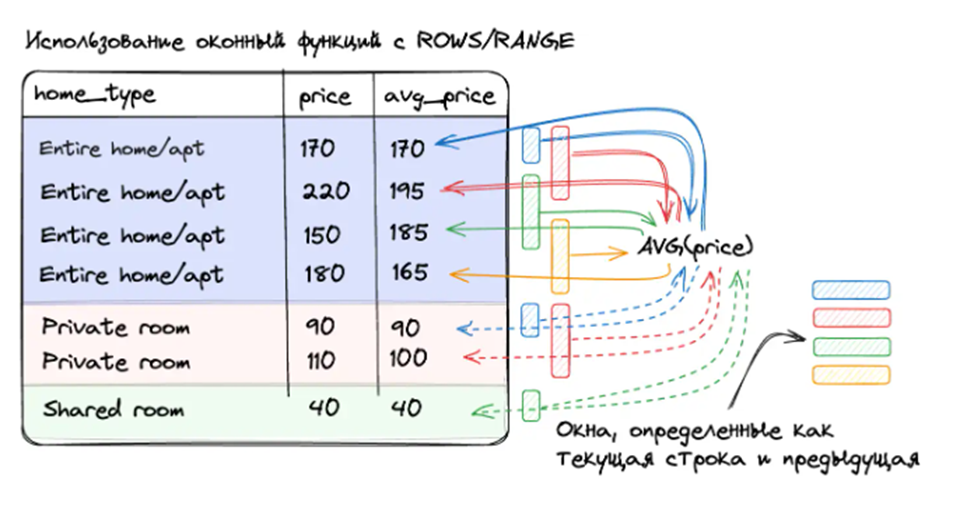 Использование оконный функций с ROWS/RANGE
home_type price avg_price
Entire home/apt 170 170
Entire home/apt 220 195
Entire home/apt 150 185
Entire home/apt 180 165
AVG(price)
Private room 90 90
Private room 110 100
Shared room 40 40
Окна, определенные как
текущая строка и предыдущая